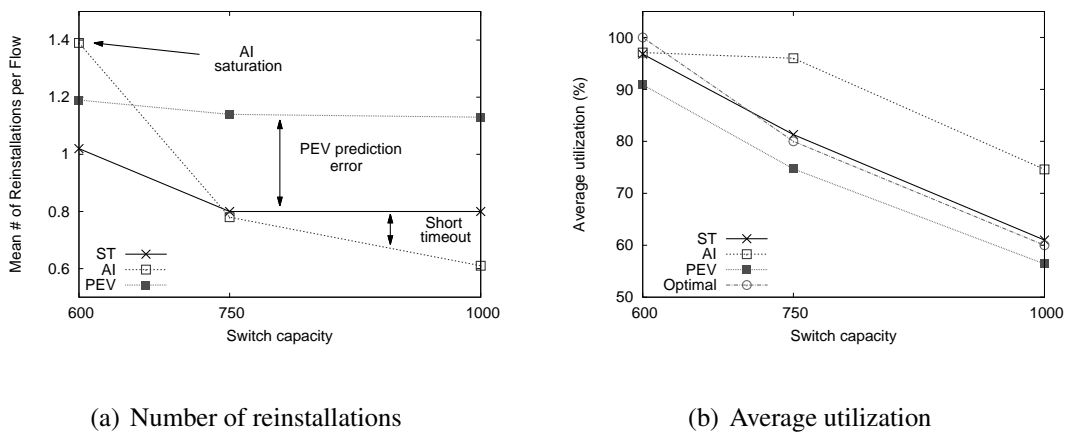 Mean # of Reinstallations per Flow
1.4
1.2
1
0.8
0.6
AI
saturation
PEV prediction
error
Short
timeout
ST
AI
PEV
600
750
1000
Switch capacity
(a) Number of reinstallations
Average utilization (%)
100
90
80
70
60
50
ST
AI
PEV
Optimal
600
750
1000
Switch capacity
(b) Average utilization